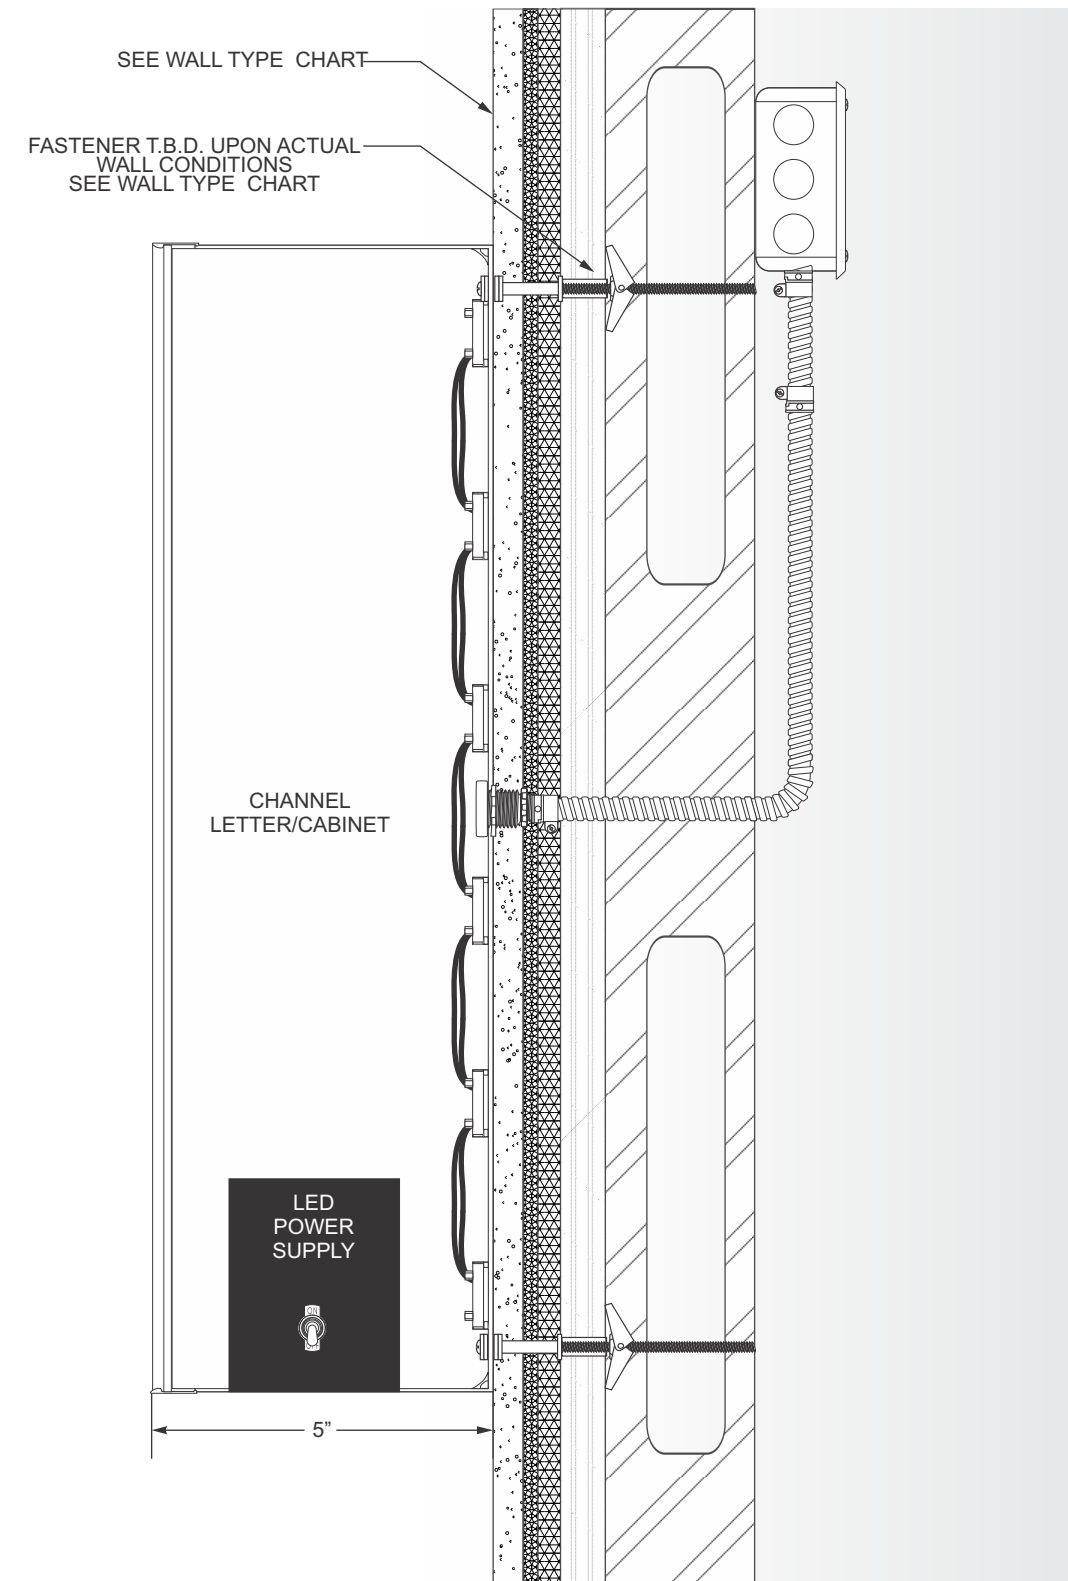 SEE WALL TYPE CHART
FASTENER T.B.D. UPON ACTUAL
WALL CONDITIONS
SEE WALL TYPE CHART
CHANNEL
LETTER/CABINET
LED
POWER
SUPPLY
ON
OFF
5”